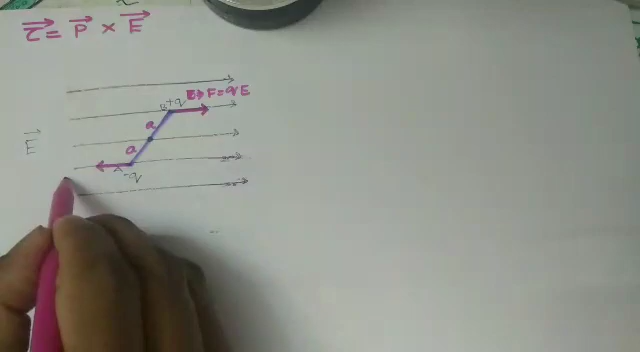 τ⃗ = P⃗ × E⃗
B +q B→F=qE
a
E⃗
a
A -q